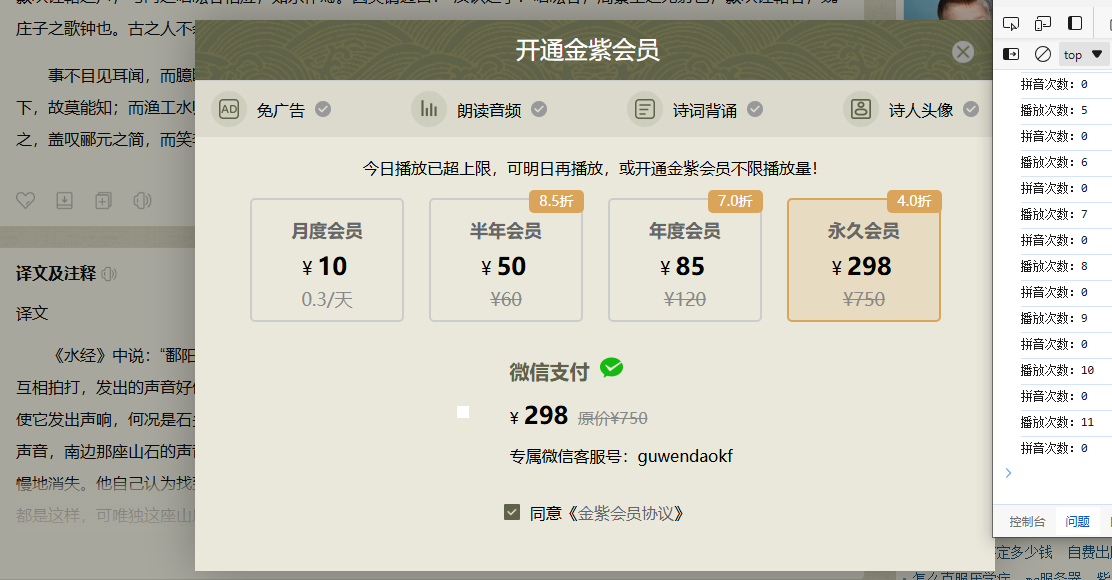 庄子之歌钟也。古之人不
事不目见耳闻，而臆
下，故莫能知；而渔工水
之，盖叹郦元之简，而笑
译文及注释
译文
《水经》中说：“鄱阳
互相拍打，发出的声音好
使它发出声响，何况是石
声音，南边那座山石的声
慢地消失。他自己认为找
都是这样，可唯独这座山
开通金紫会员
AD 免广告 朗读音频 诗词背诵 诗人头像
今日播放已超上限，可明日再播放，或开通金紫会员不限播放量！
8.5折 7.0折 4.0折
月度会员 半年会员 年度会员 永久会员
¥ 10 ¥ 50 ¥ 85 ¥ 298
0.3/天 ¥60 ¥120 ¥750
微信支付
¥ 298 原价¥750
专属微信客服号：guwendaokf
同意《金紫会员协议》
top
拼音次数：0
播放次数：5
拼音次数：0
播放次数：6
拼音次数：0
播放次数：7
拼音次数：0
播放次数：8
拼音次数：0
播放次数：9
拼音次数：0
播放次数：10
拼音次数：0
播放次数：11
拼音次数：0
控制台 问题
定多少钱 自费出